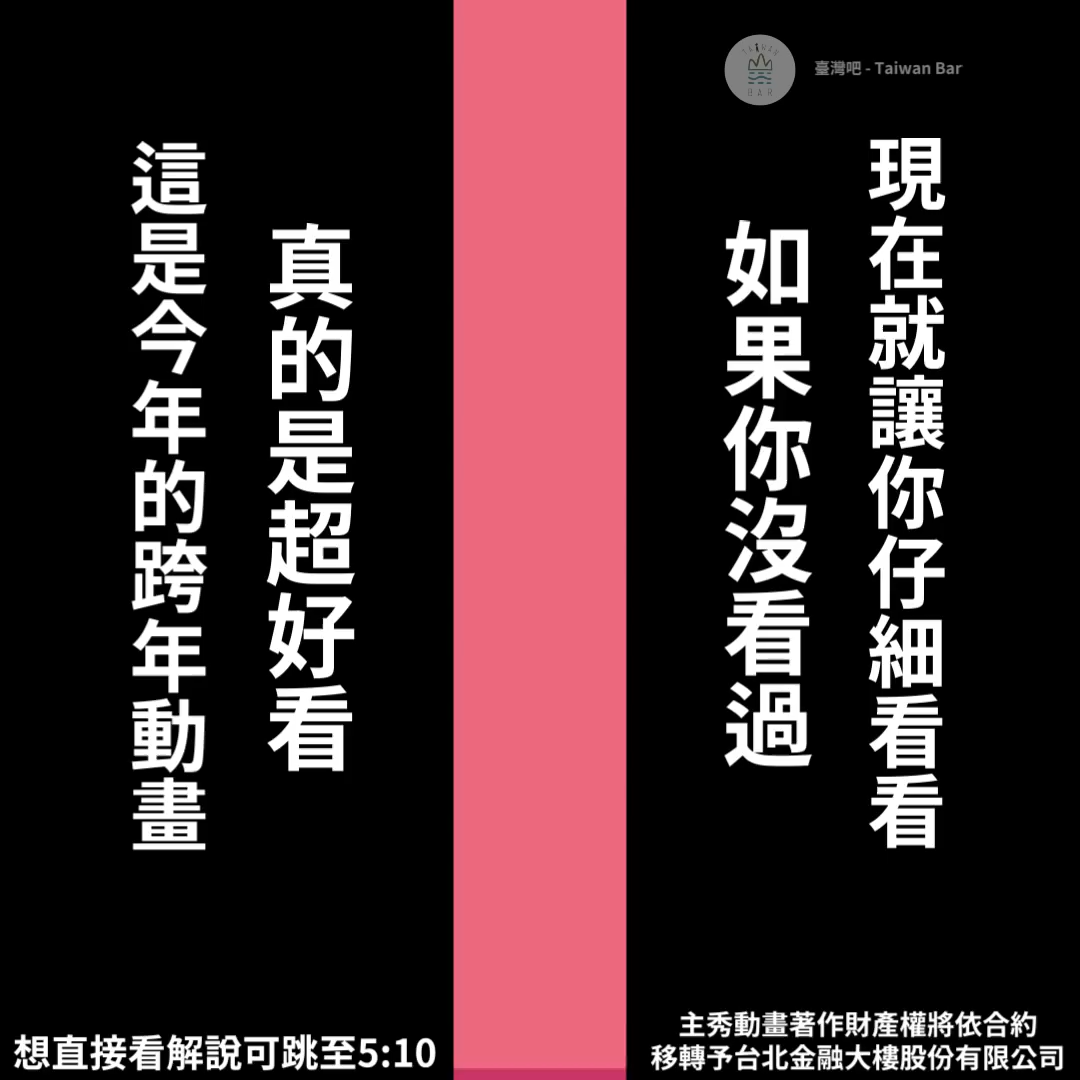 TAIWAN
BAR
臺灣吧 - Taiwan Bar
這是今年的跨年動畫
真的是超好看
如果你沒看過
現在就讓你仔細看看
想直接看解說可跳至5:10
主秀動畫著作財產權將依合約
移轉予台北金融大樓股份有限公司